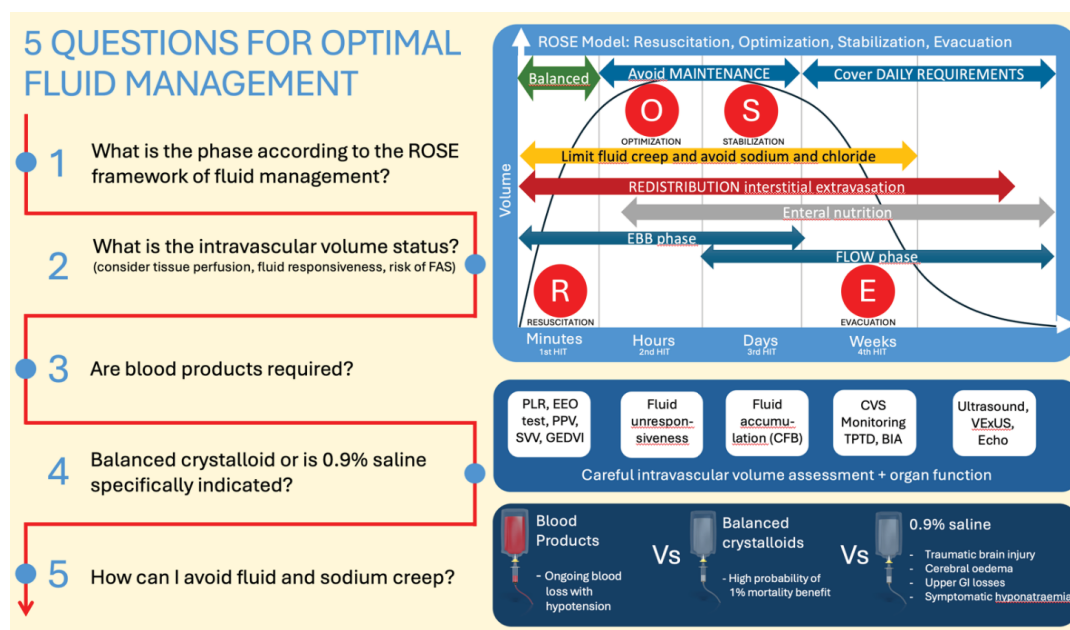 5 QUESTIONS FOR OPTIMAL
FLUID MANAGEMENT
1
What is the phase according to the ROSE
framework of fluid management?
2
What is the intravascular volume status?
(consider tissue perfusion, fluid responsiveness, risk of FAS)
3
Are blood products required?
4
Balanced crystalloid or is 0.9% saline
specifically indicated?
5
How can I avoid fluid and sodium creep?
ROSE Model: Resuscitation, Optimization, Stabilization, Evacuation
Balanced
Avoid MAINTENANCE
Cover DAILY REQUIREMENTS
O
OPTIMIZATION
S
STABILIZATION
Limit fluid creep and avoid sodium and chloride
REDISTRIBUTION interstitial extravasation
Enteral nutrition
EBB phase
FLOW phase
R
RESUSCITATION
E
EVACUATION
Volume
Minutes
1st HIT
Hours
2nd HIT
Days
3rd HIT
Weeks
4th HIT
PLR, EEO
test, PPV,
SVV, GEDVI
Fluid
unrespon-
siveness
Fluid
accumu-
lation (CFB)
CVS
Monitoring
TPTD, BIA
Ultrasound,
VExUS,
Echo
Careful intravascular volume assessment + organ function
Blood
Products
- Ongoing blood
loss with
hypotension
Vs
Balanced
crystalloids
- High probability of
1% mortality benefit
Vs
0.9% saline
- Traumatic brain injury
- Cerebral oedema
- Upper GI losses
- Symptomatic hyponatraemia